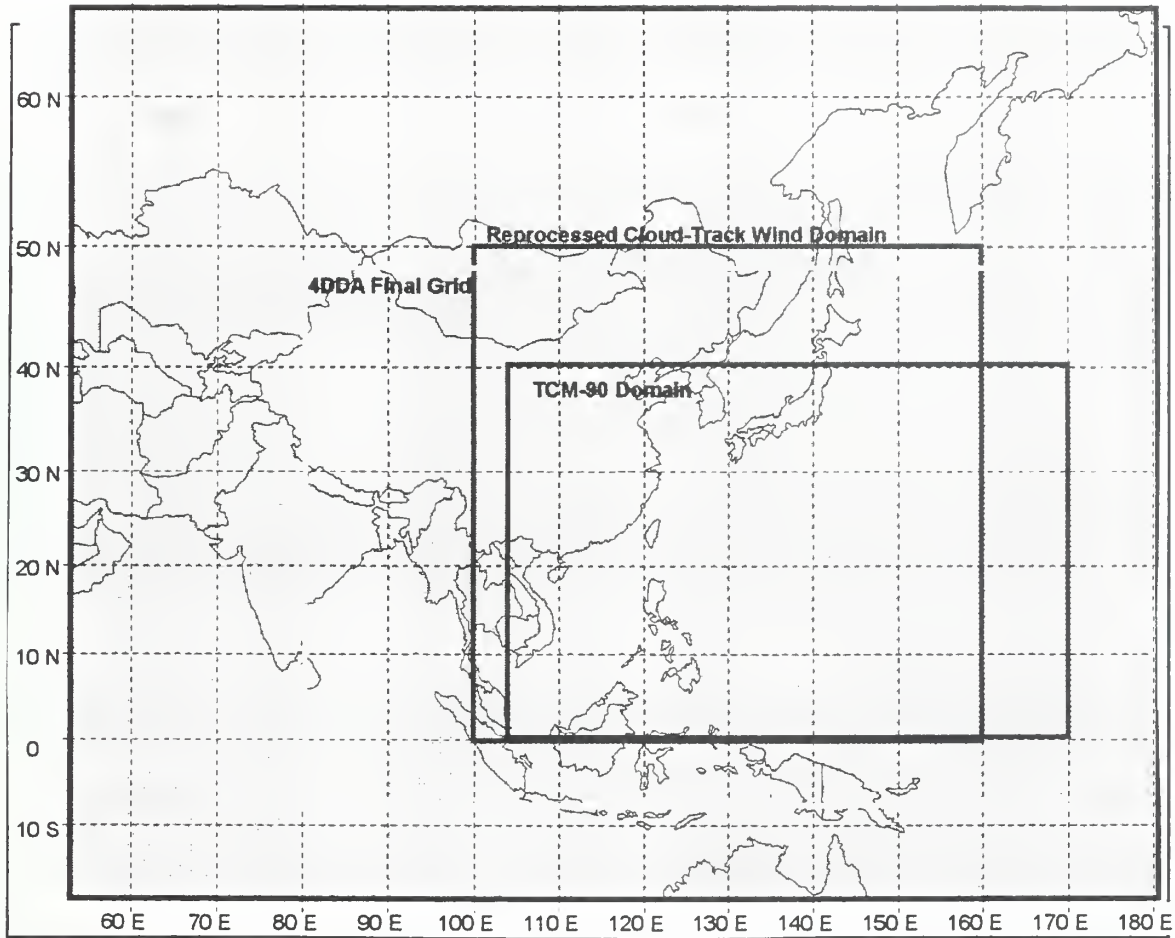 60 N
50 N
Reprocessed Cloud-Track Wind Domain
4DDA Final Grid
40 N
TCM-90 Domain
30 N
20 N
10 N
0
10 S
60 E 70 E 80 E 90 E 100 E 110 E 120 E 130 E 140 E 150 E 160 E 170 E 180 E